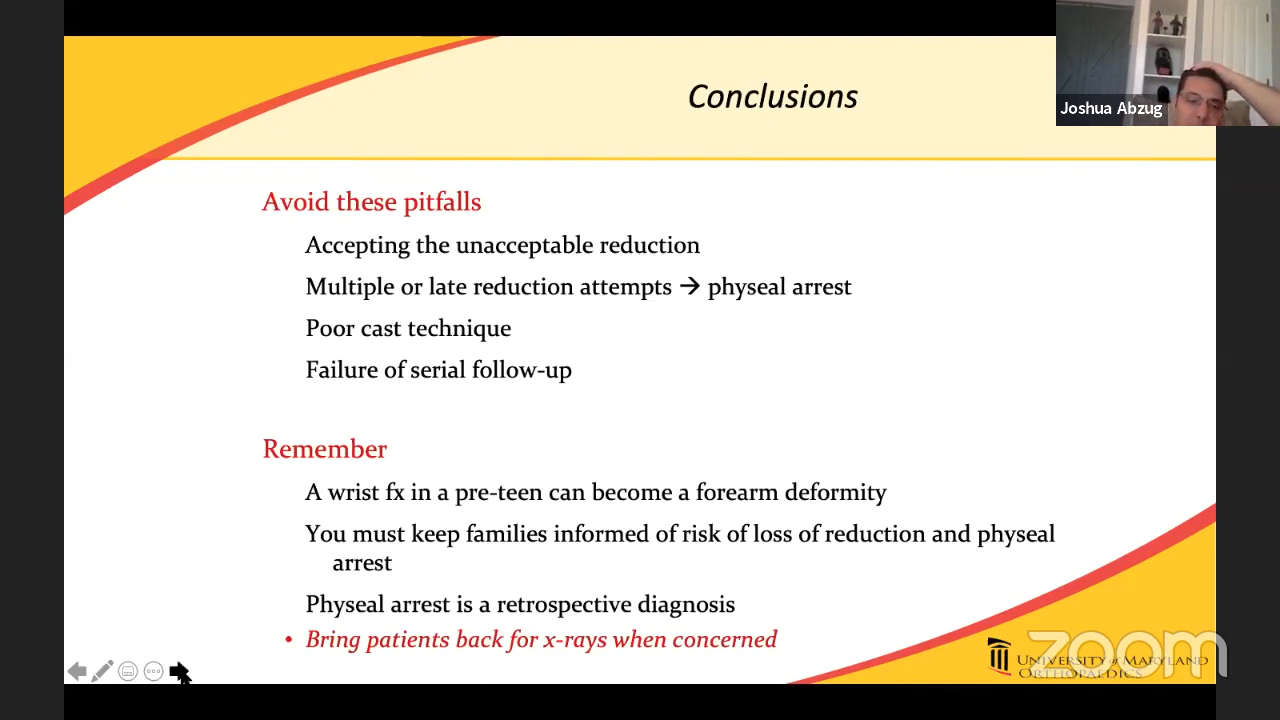 Joshua Abzug
Conclusions
Avoid these pitfalls
Accepting the unacceptable reduction
Multiple or late reduction attempts → physeal arrest
Poor cast technique
Failure of serial follow-up
Remember
A wrist fx in a pre-teen can become a forearm deformity
You must keep families informed of risk of loss of reduction and physeal
arrest
Physeal arrest is a retrospective diagnosis
• Bring patients back for x-rays when concerned
University of Maryland
Orthopaedics
zoom